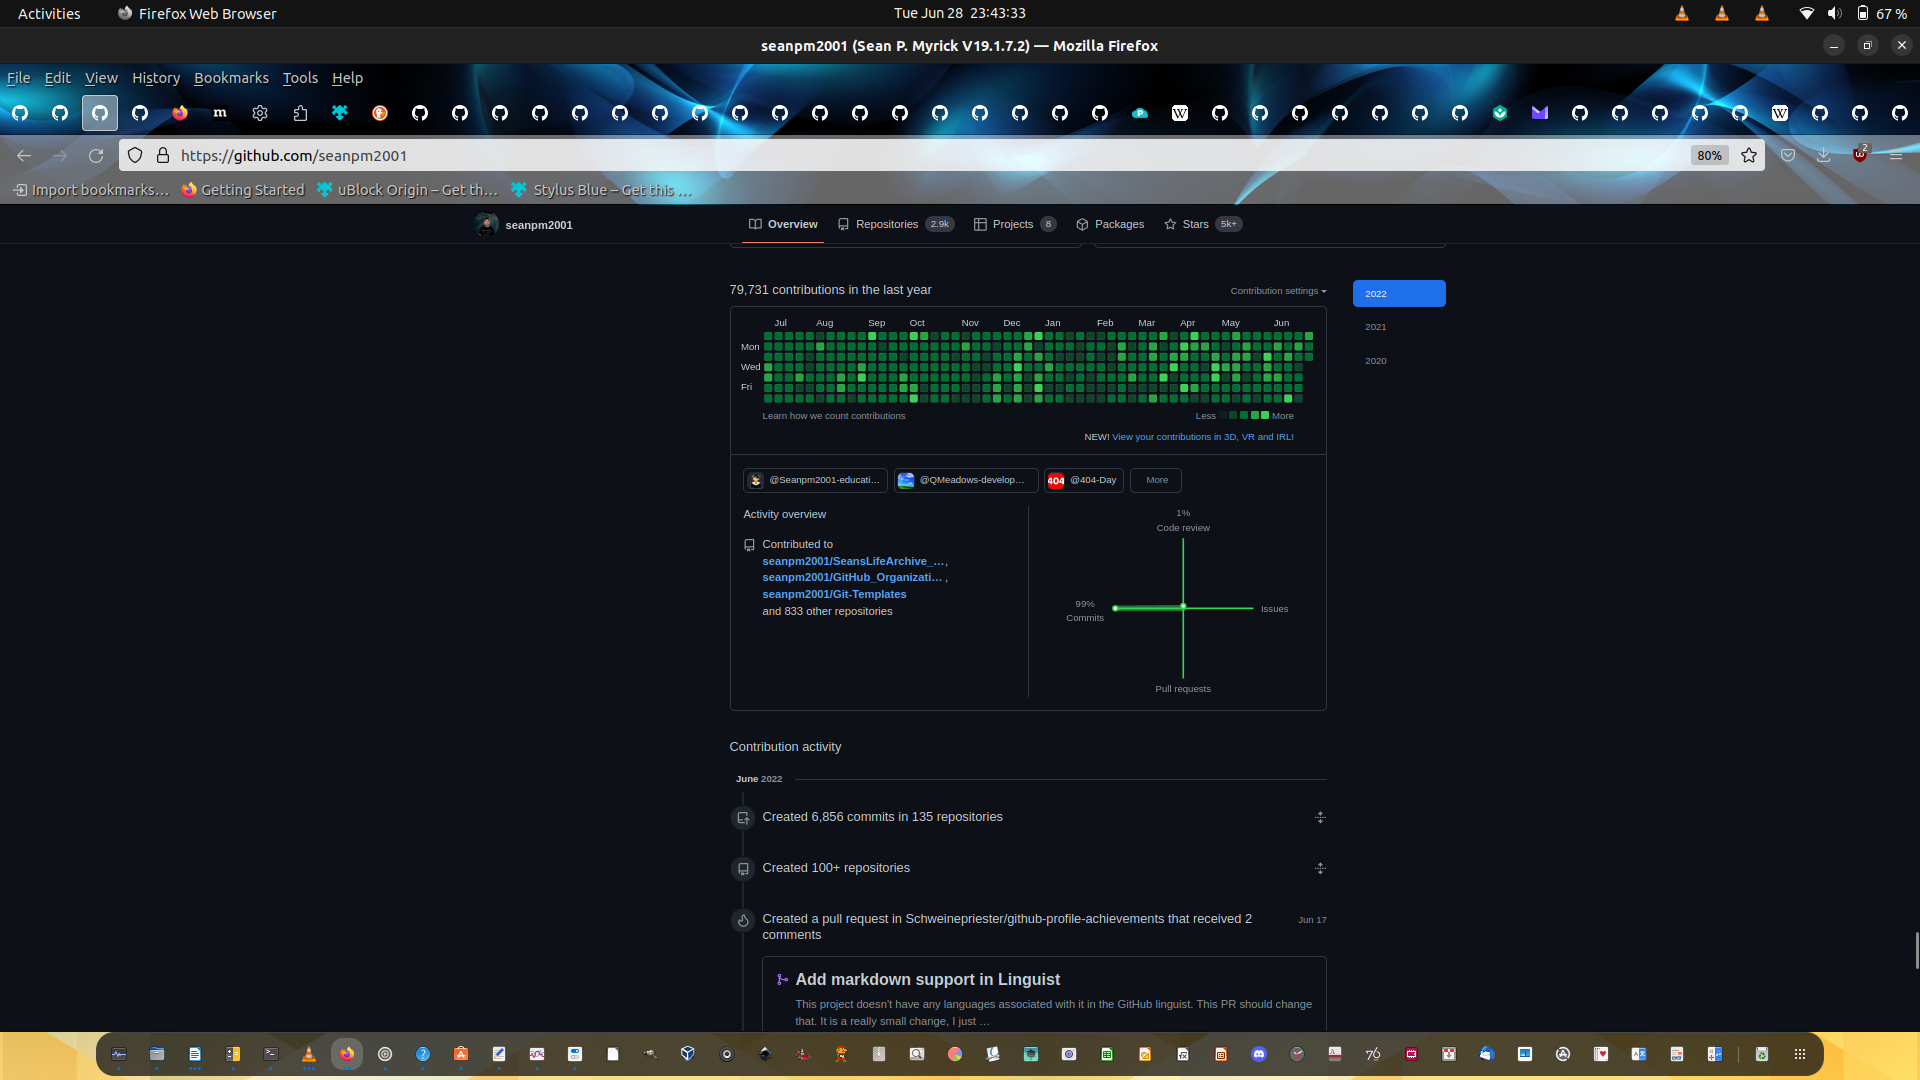 Activities
Firefox Web Browser
Tue Jun 28 23:43:33
67 %
seanpm2001 (Sean P. Myrick V19.1.7.2) — Mozilla Firefox
File Edit View History Bookmarks Tools Help
https://github.com/seanpm2001
80%
2
Import bookmarks…
Getting Started
uBlock Origin – Get th…
Stylus Blue – Get this …
seanpm2001
Overview
Repositories 2.9k
Projects 8
Packages
Stars 5k+
79,731 contributions in the last year
Contribution settings
2022
2021
2020
Jul Aug Sep Oct Nov Dec Jan Feb Mar Apr May Jun
Mon
Wed
Fri
Learn how we count contributions
Less
More
NEW! View your contributions in 3D, VR and IRL!
@Seanpm2001-educati…
@QMeadows-develop…
404 @404-Day
More
Activity overview
Contributed to
seanpm2001/SeansLifeArchive_…,
seanpm2001/GitHub_Organizati… ,
seanpm2001/Git-Templates
and 833 other repositories
1%
Code review
99%
Commits
Issues
Pull requests
Contribution activity
June 2022
Created 6,856 commits in 135 repositories
Created 100+ repositories
Created a pull request in Schweinepriester/github-profile-achievements that received 2
comments
Jun 17
Add markdown support in Linguist
This project doesn't have any languages associated with it in the GitHub linguist. This PR should change
that. It is a really small change, I just …